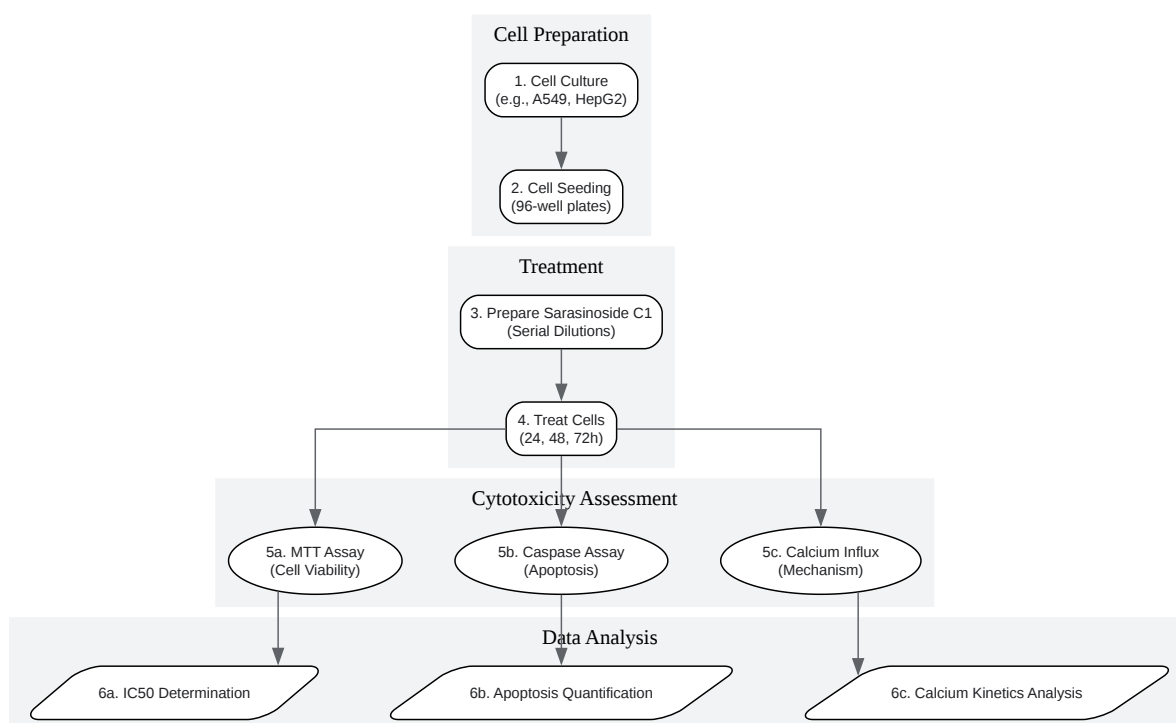 Cell Preparation
1. Cell Culture
(e.g., A549, HepG2)
2. Cell Seeding
(96-well plates)
Treatment
3. Prepare Sarasinoside C1
(Serial Dilutions)
4. Treat Cells
(24, 48, 72h)
Cytotoxicity Assessment
5a. MTT Assay
(Cell Viability)
5b. Caspase Assay
(Apoptosis)
5c. Calcium Influx
(Mechanism)
Data Analysis
6a. IC50 Determination
6b. Apoptosis Quantification
6c. Calcium Kinetics Analysis